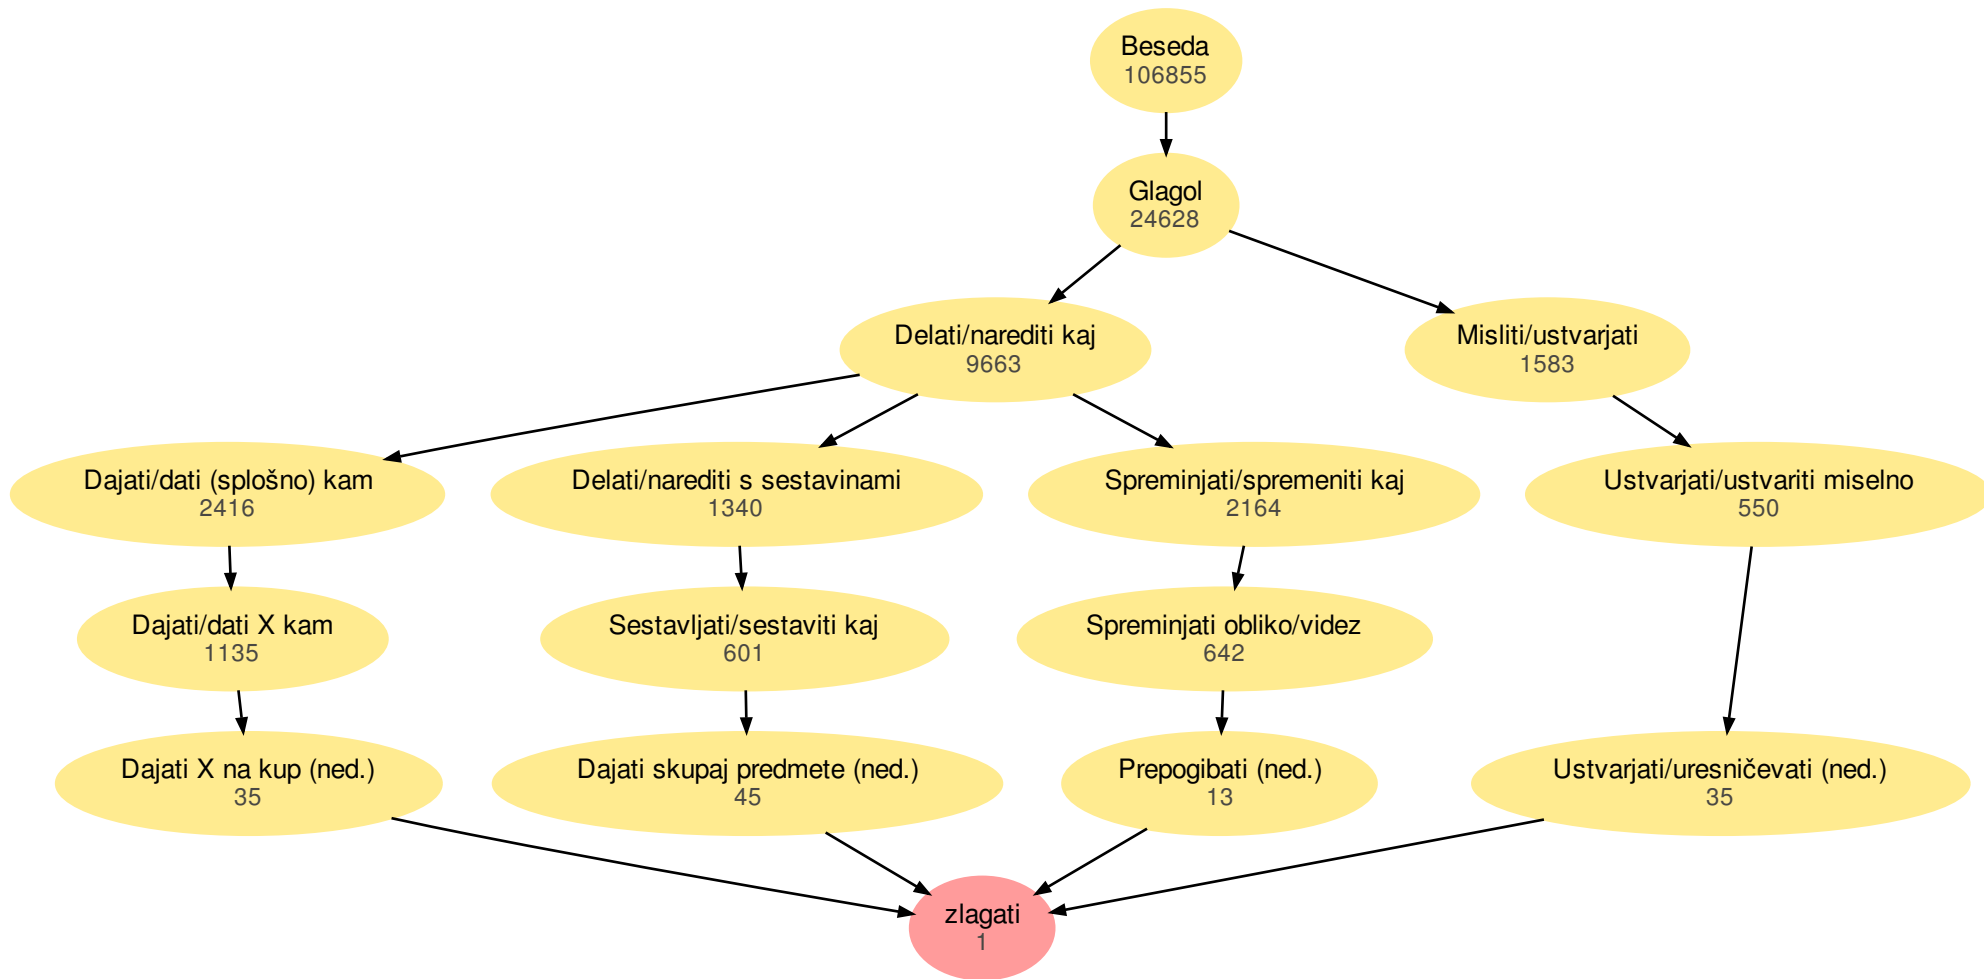 Beseda
106855
Glagol
24628
Delati/narediti kaj
9663
Misliti/ustvarjati
1583
Dajati/dati (splošno) kam
2416
Delati/narediti s sestavinami
1340
Spreminjati/spremeniti kaj
2164
Ustvarjati/ustvariti miselno
550
Dajati/dati X kam
1135
Sestavljati/sestaviti kaj
601
Spreminjati obliko/videz
642
Dajati X na kup (ned.)
35
Dajati skupaj predmete (ned.)
45
Prepogibati (ned.)
13
Ustvarjati/uresničevati (ned.)
35
zlagati
1